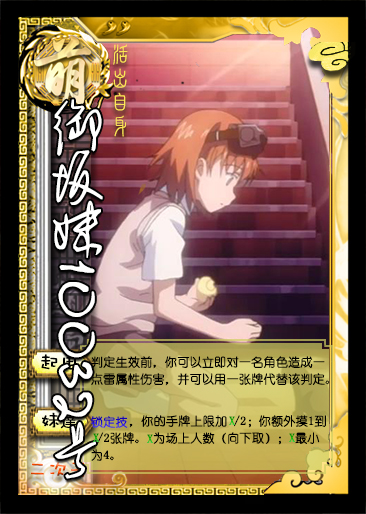 萌
活出自身
御坂妹10032号
起电
判定生效前,你可以立即对一名角色造成一
点雷属性伤害,并可以用一张牌代替该判定。
锁定技,你的手牌上限加X/2;你额外摸1到
X/2张牌。X为场上人数(向下取);X最小
为4。
二次